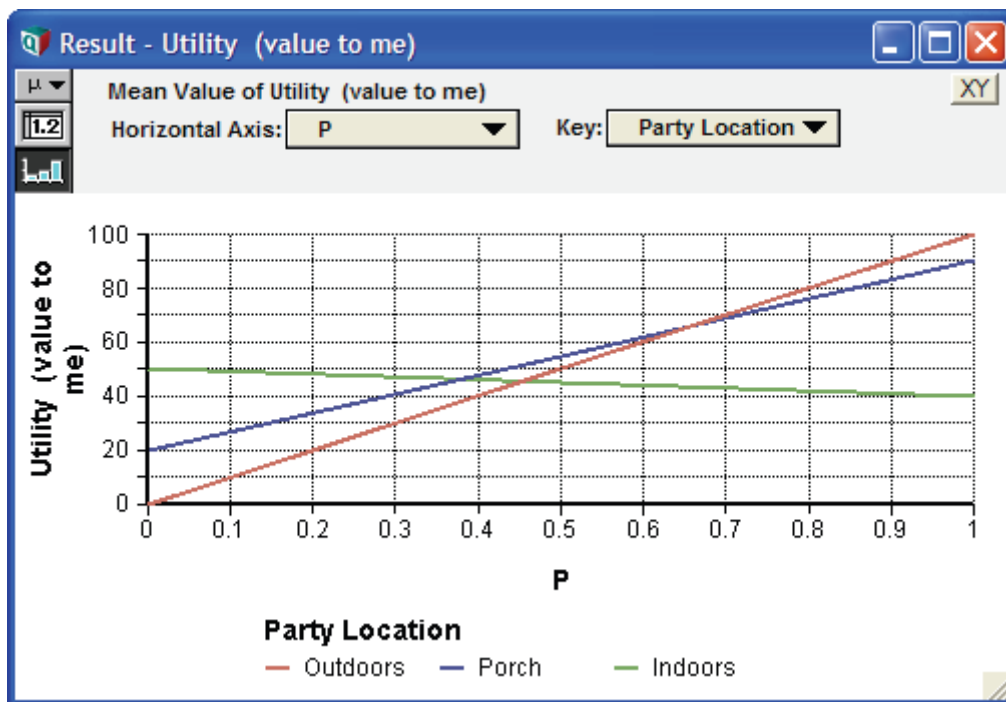 Result - Utility (value to me)
μ
XY
Mean Value of Utility (value to me)
1.2
Horizontal Axis: P Key: Party Location
100
80
60
40
20
0
Utility (value to
me)
0 0.1 0.2 0.3 0.4 0.5 0.6 0.7 0.8 0.9 1
P
Party Location
Outdoors Porch Indoors